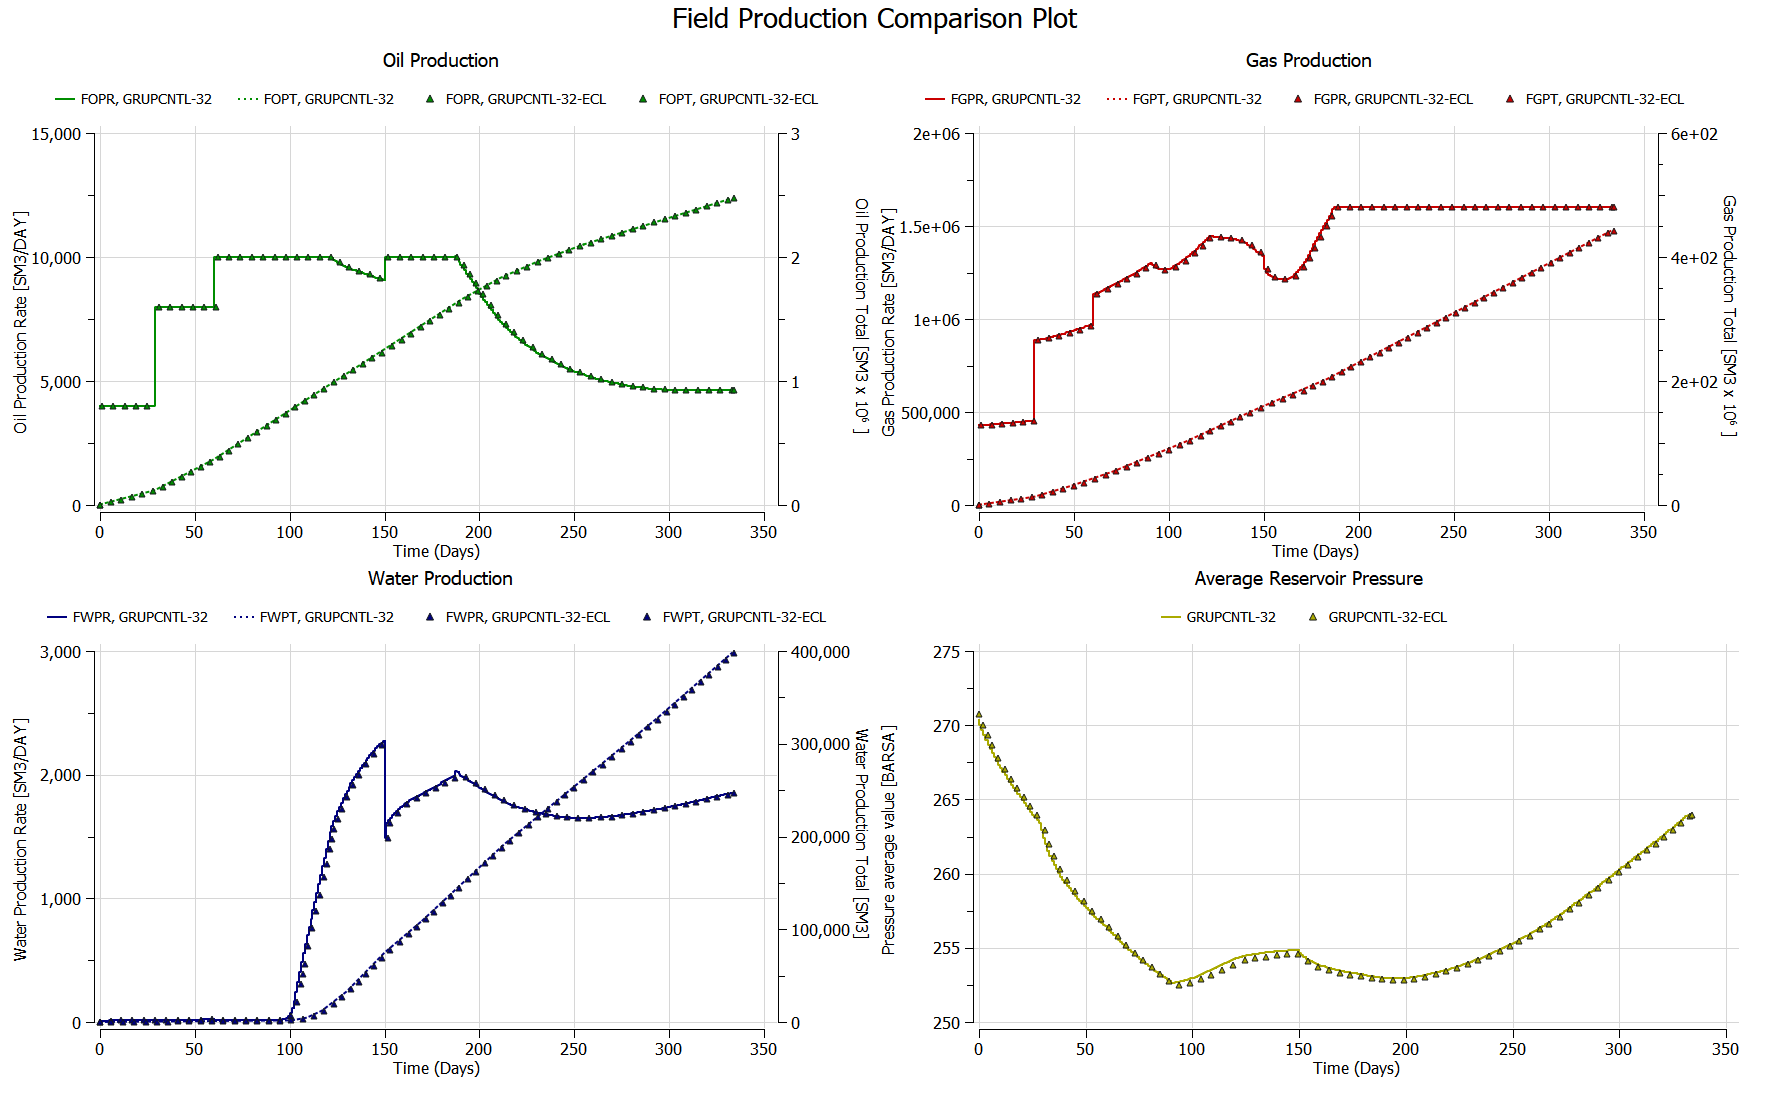 Field Production Comparison Plot
Oil Production
FOPR, GRUPCNTL-32
FOPT, GRUPCNTL-32
FOPR, GRUPCNTL-32-ECL
FOPT, GRUPCNTL-32-ECL
15,000
10,000
5,000
0
Oil Production Rate [SM3/DAY]
3
2
1
0
Oil Production Total [SM3 x 10⁶ ]
0 50 100 150 200 250 300 350
Time (Days)
Gas Production
FGPR, GRUPCNTL-32
FGPT, GRUPCNTL-32
FGPR, GRUPCNTL-32-ECL
FGPT, GRUPCNTL-32-ECL
2e+06
1.5e+06
1e+06
500,000
0
Gas Production Rate [SM3/DAY]
6e+02
4e+02
2e+02
0
Gas Production Total [SM3 x 10⁶ ]
0 50 100 150 200 250 300 350
Time (Days)
Water Production
FWPR, GRUPCNTL-32
FWPT, GRUPCNTL-32
FWPR, GRUPCNTL-32-ECL
FWPT, GRUPCNTL-32-ECL
3,000
2,000
1,000
0
Water Production Rate [SM3/DAY]
400,000
300,000
200,000
100,000
0
Water Production Total [SM3]
0 50 100 150 200 250 300 350
Time (Days)
Average Reservoir Pressure
GRUPCNTL-32
GRUPCNTL-32-ECL
275
270
265
260
255
250
Pressure average value [BARSA]
0 50 100 150 200 250 300 350
Time (Days)